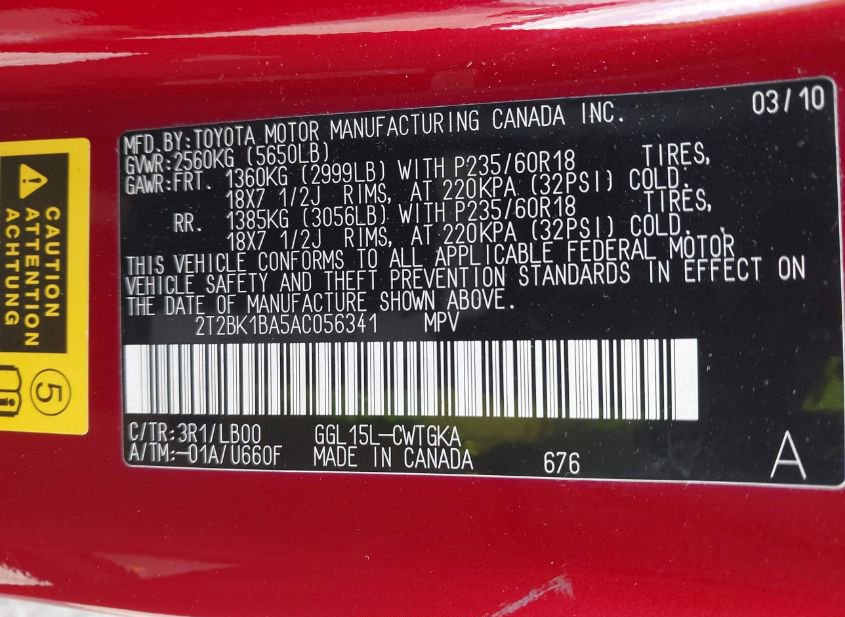 03/10
MFD.BY:TOYOTA MOTOR MANUFACTURING CANADA INC.
GVWR:2560KG (5650LB)
GAWR:FRT. 1360KG (2999LB) WITH P235/60R18 TIRES,
18X7 1/2J RIMS, AT 220KPA (32PSI) COLD.
RR. 1385KG (3056LB) WITH P235/60R18 TIRES,
18X7 1/2J RIMS, AT 220KPA (32PSI) COLD.
THIS VEHICLE CONFORMS TO ALL APPLICABLE FEDERAL MOTOR
VEHICLE SAFETY AND THEFT PREVENTION STANDARDS IN EFFECT ON
THE DATE OF MANUFACTURE SHOWN ABOVE.
2T2BK1BA5AC056341 MPV
C/TR:3R1/LB00 GGL15L-CWTGKA
A/TM:-01A/U660F MADE IN CANADA 676 A
CAUTION
ATTENTION
ACHTUNG
5